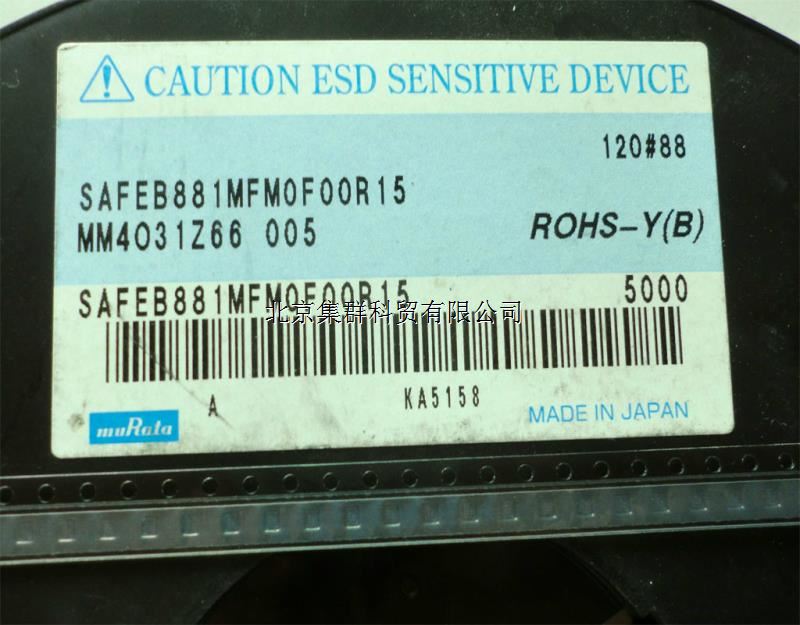 CAUTION ESD SENSITIVE DEVICE
120#88
SAFEB881MFM0F00R15
MM4031Z66 005
ROHS-Y(B)
SAFEB881MFM0F00R15 5000
北京集群科贸有限公司
A KA5158
muRata MADE IN JAPAN